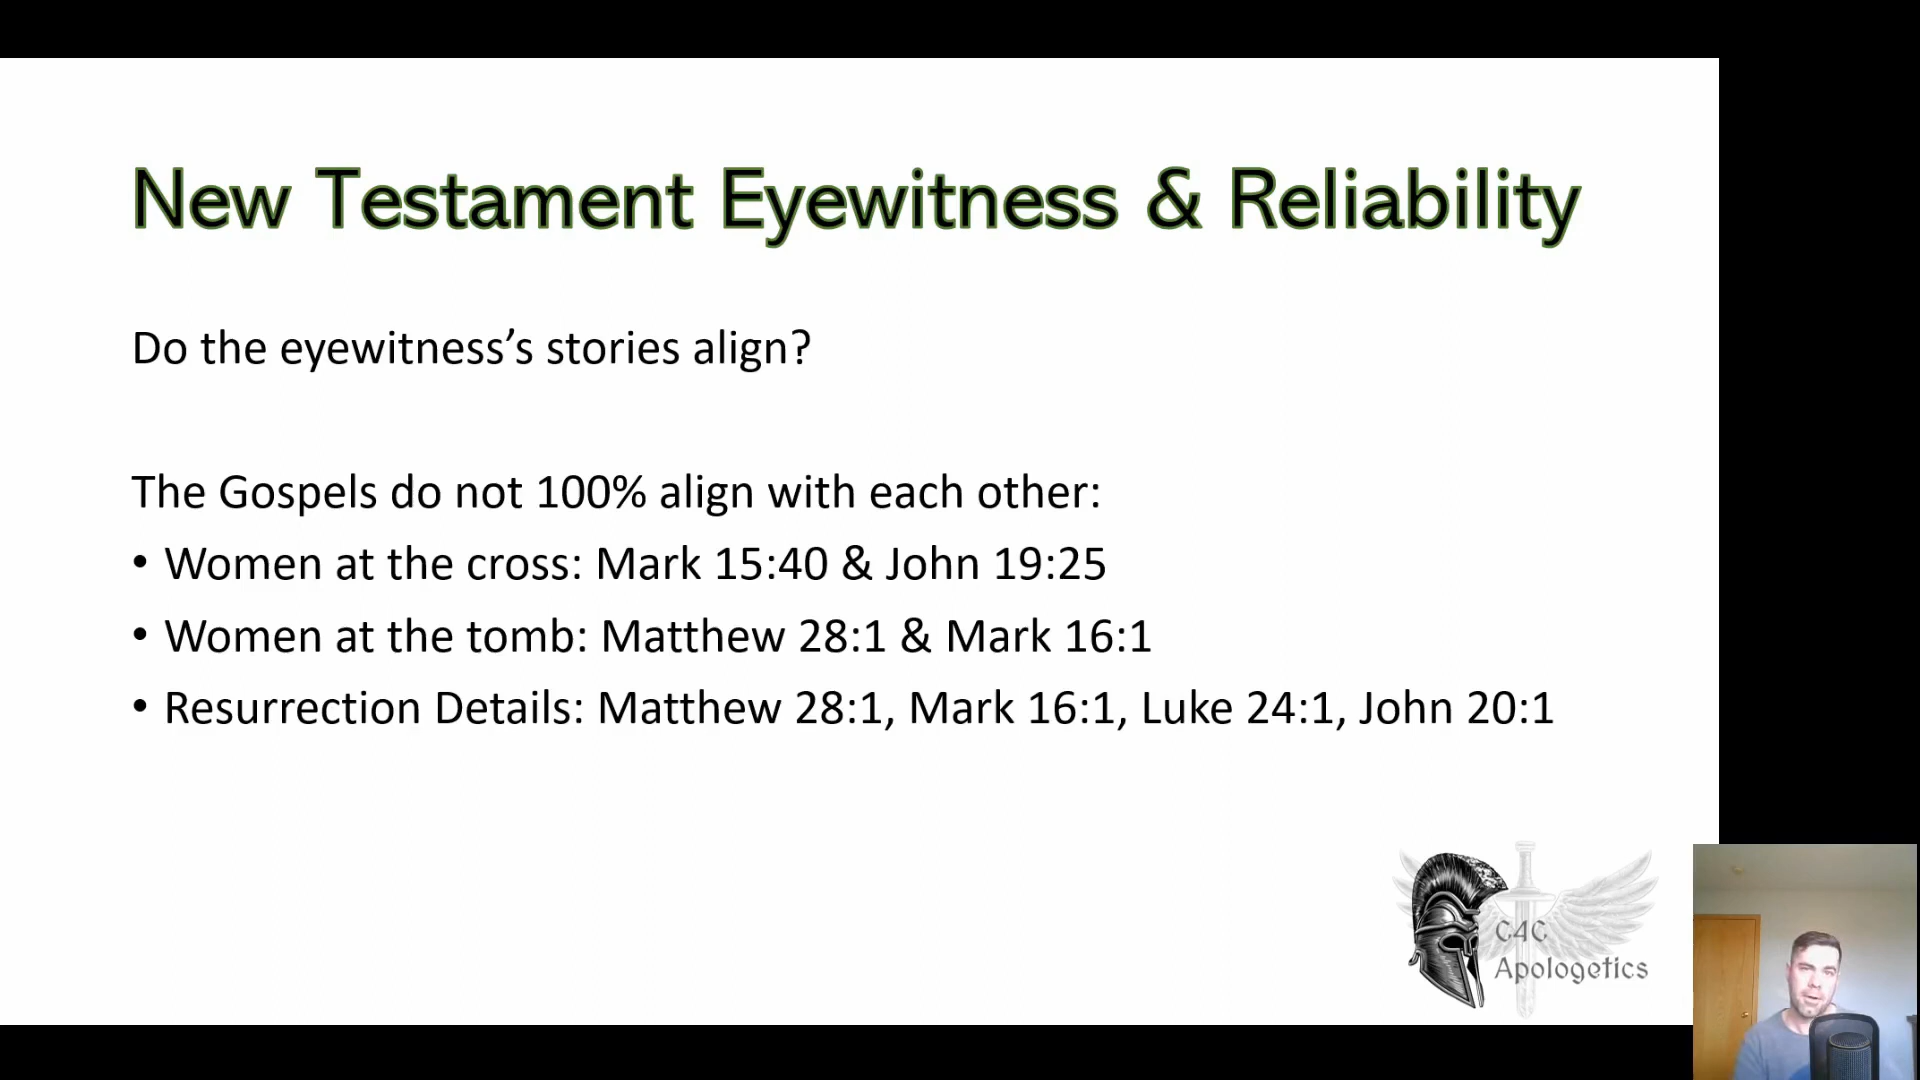 New Testament Eyewitness & Reliability
Do the eyewitness’s stories align?
The Gospels do not 100% align with each other:
• Women at the cross: Mark 15:40 & John 19:25
• Women at the tomb: Matthew 28:1 & Mark 16:1
• Resurrection Details: Matthew 28:1, Mark 16:1, Luke 24:1, John 20:1
C4C
Apologetics